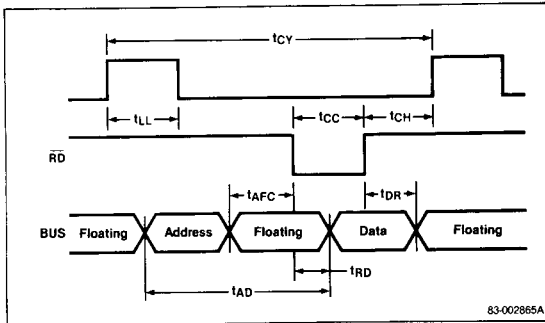 tCY
tLL
tCC
tCH
RD
tAFC
tDR
BUS
Floating
Address
Floating
Data
Floating
tRD
tAD
83-002865A